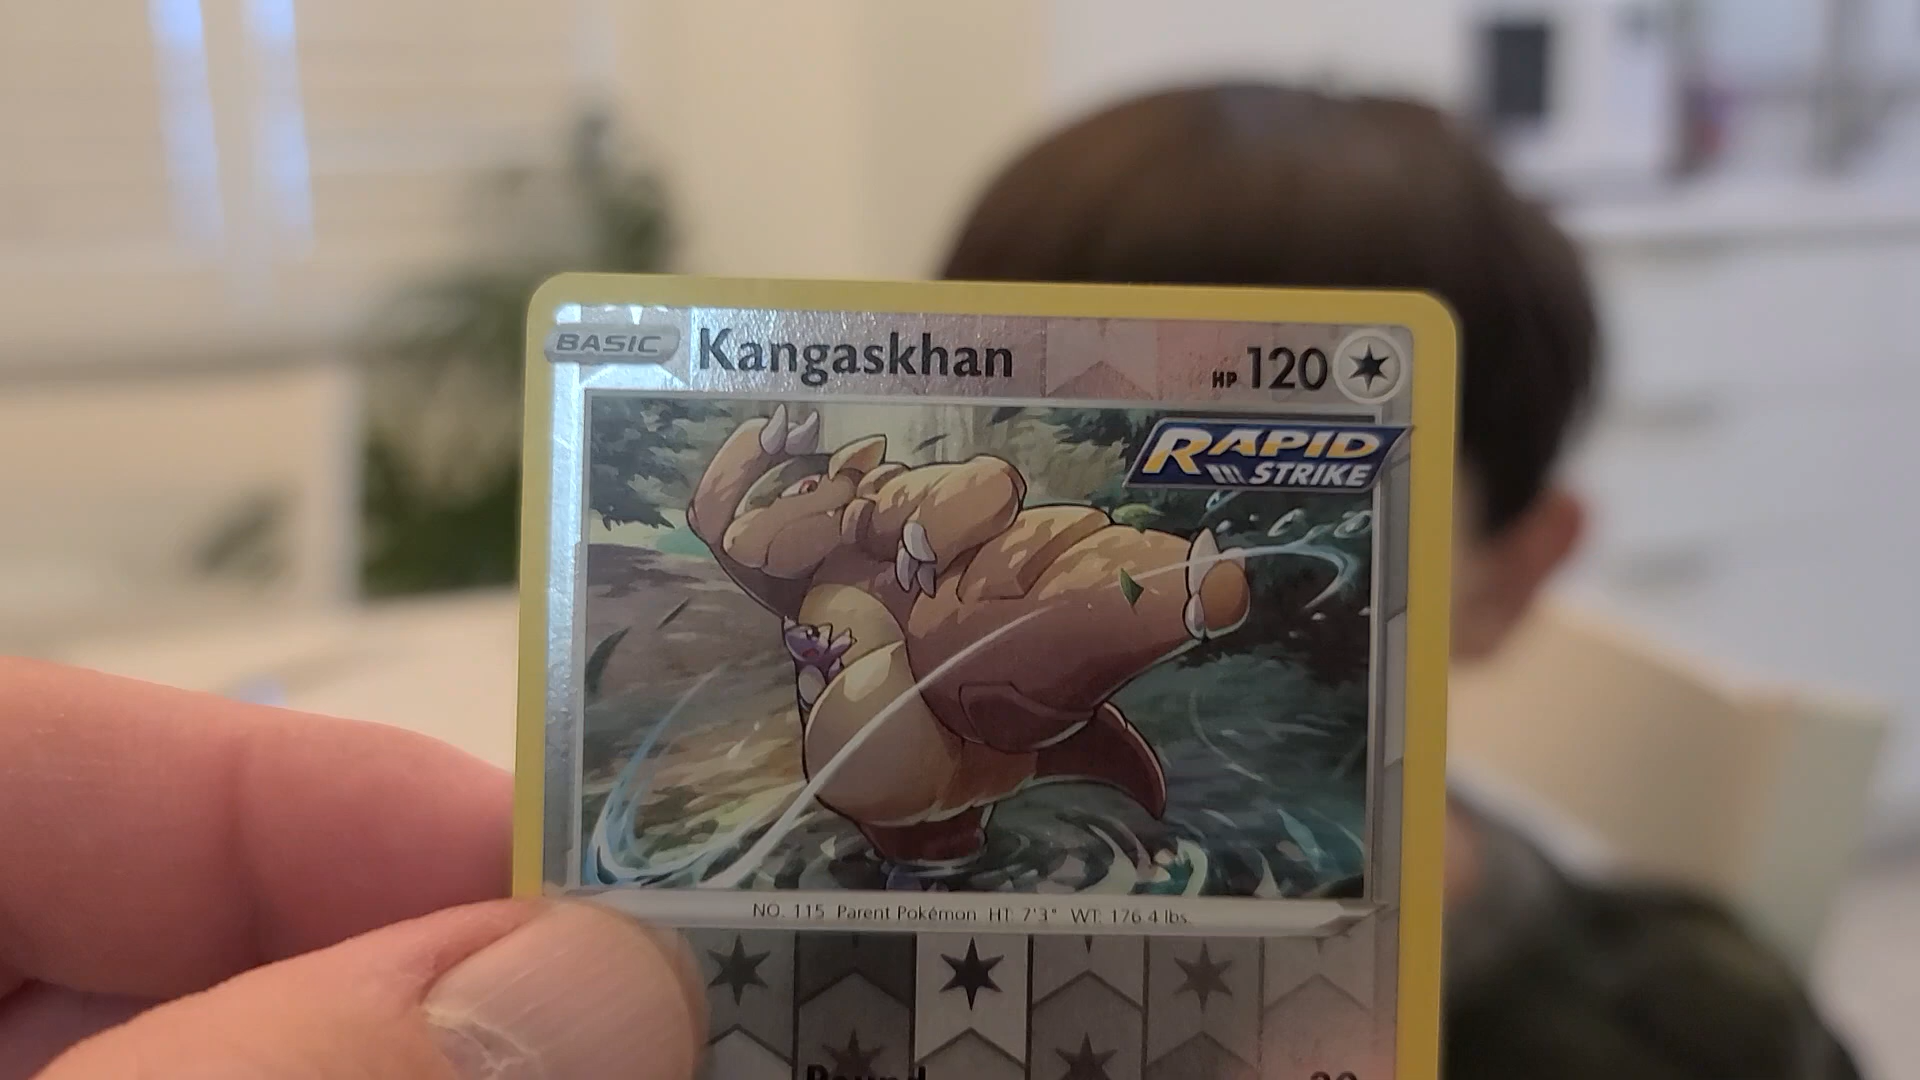 BASIC Kangaskhan HP 120
RAPID
STRIKE
NO. 115 Parent Pokémon HT: 7'3" WT: 176.4 lbs.